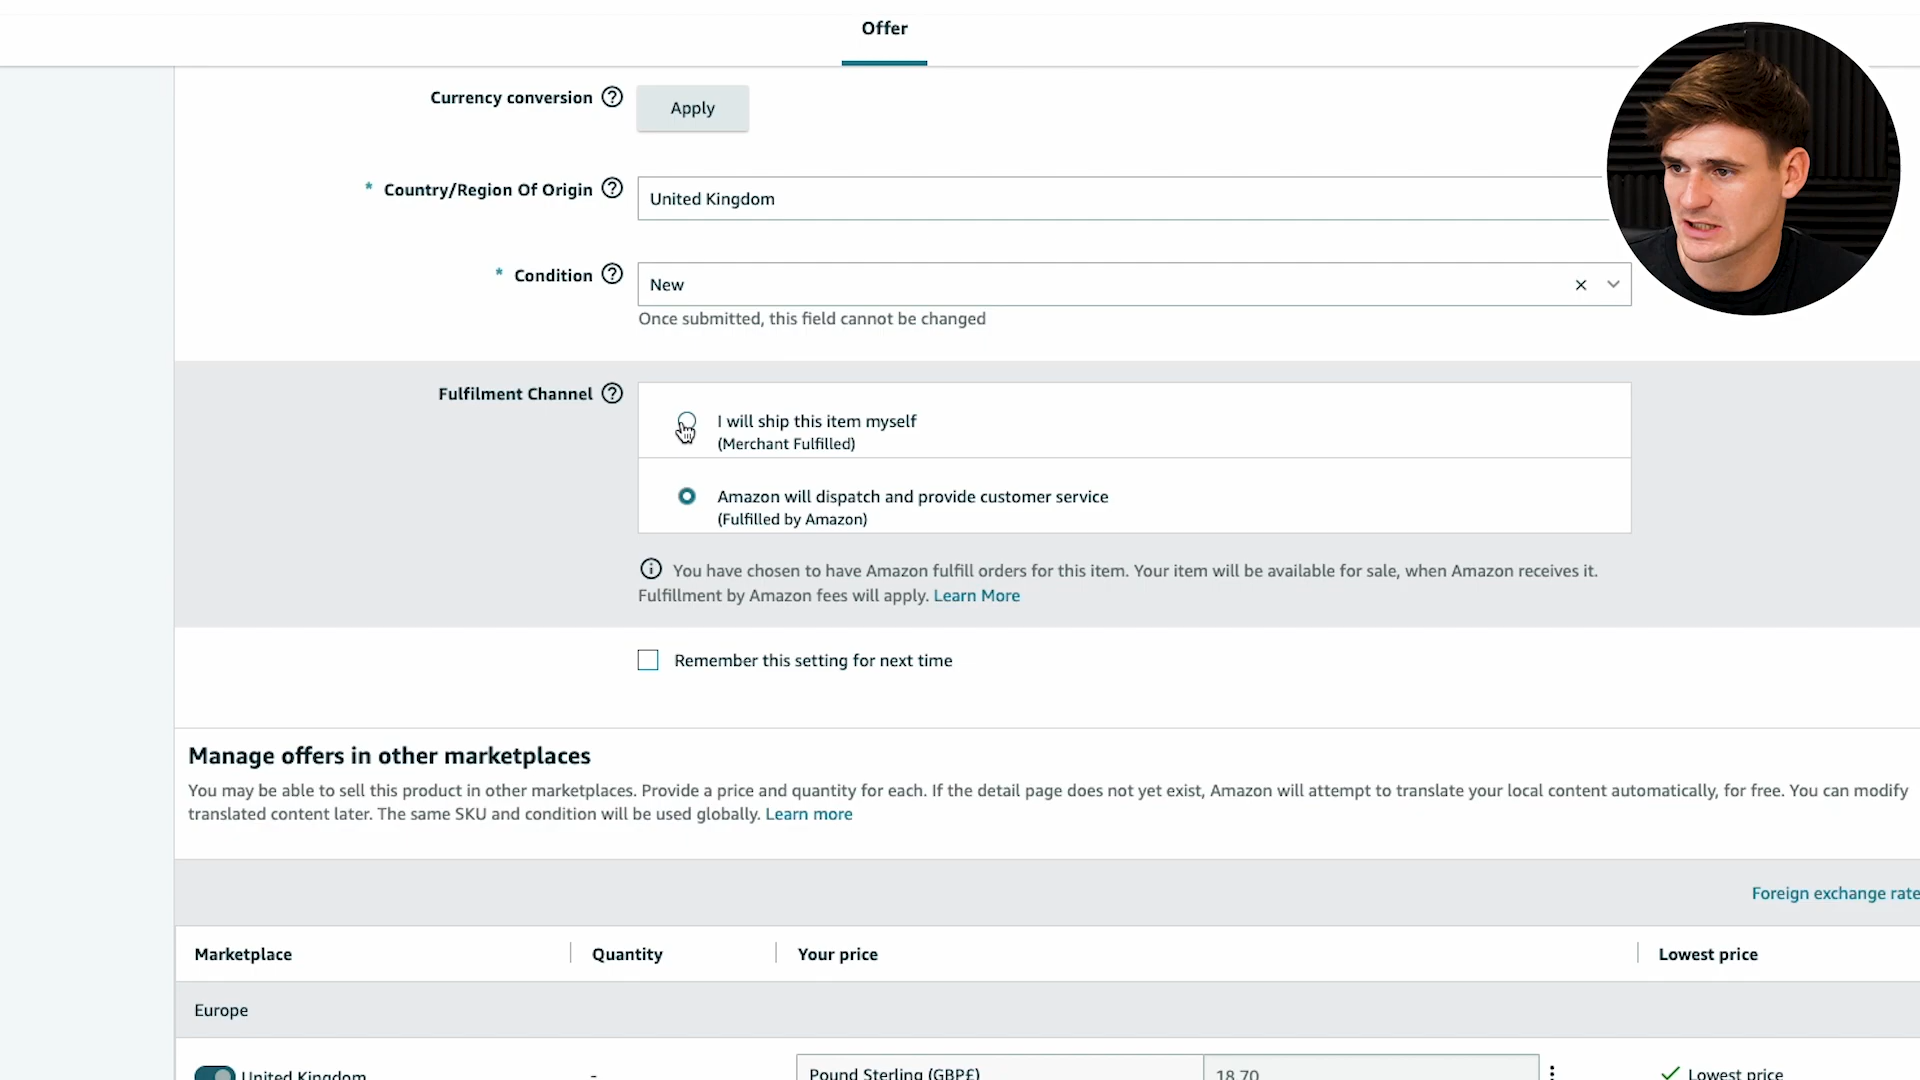 Offer
Currency conversion
Apply
* Country/Region Of Origin
United Kingdom
* Condition
New
Once submitted, this field cannot be changed
Fulfilment Channel
I will ship this item myself
(Merchant Fulfilled)
Amazon will dispatch and provide customer service
(Fulfilled by Amazon)
You have chosen to have Amazon fulfill orders for this item. Your item will be available for sale, when Amazon receives it.
Fulfillment by Amazon fees will apply. Learn More
Remember this setting for next time
Manage offers in other marketplaces
You may be able to sell this product in other marketplaces. Provide a price and quantity for each. If the detail page does not yet exist, Amazon will attempt to translate your local content automatically, for free. You can modify
translated content later. The same SKU and condition will be used globally. Learn more
Foreign exchange rate
Marketplace Quantity Your price Lowest price
Europe
United Kingdom - Pound Sterling (GBP£) 18.70 Lowest price